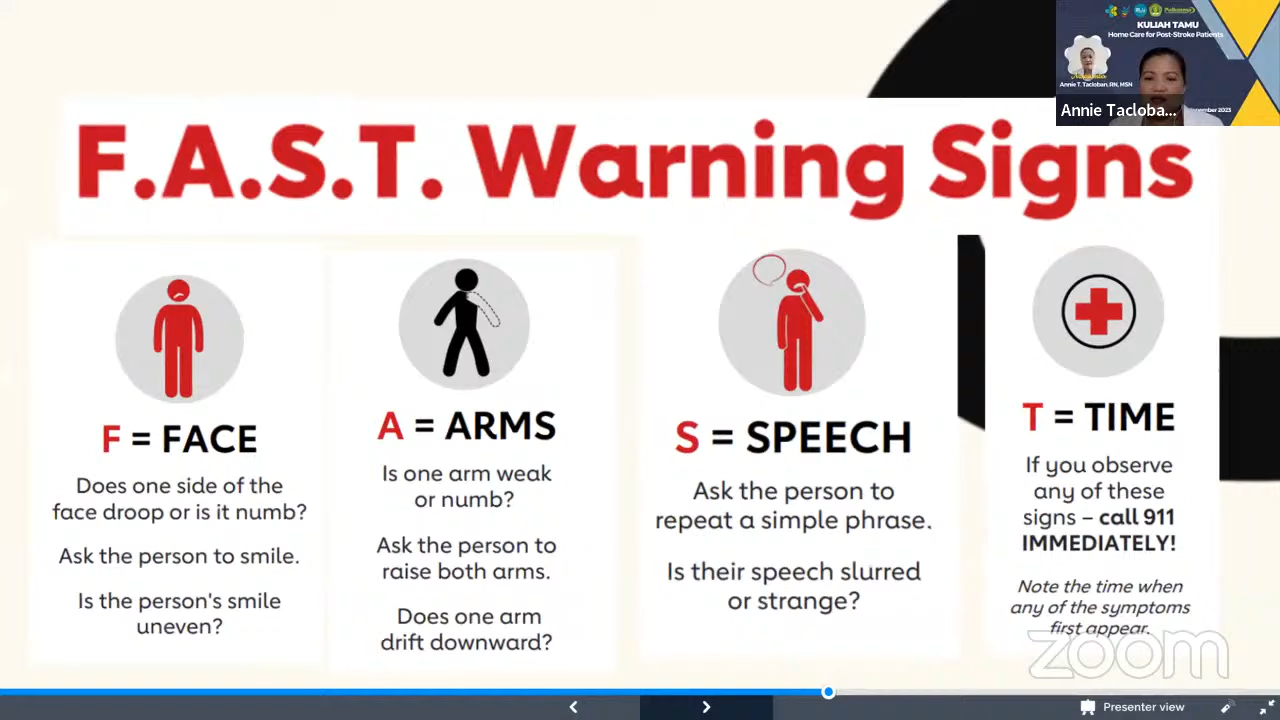 F.A.S.T. Warning Signs
F = FACE
Does one side of the
face droop or is it numb?
Ask the person to smile.
Is the person's smile
uneven?
A = ARMS
Is one arm weak
or numb?
Ask the person to
raise both arms.
Does one arm
drift downward?
S = SPEECH
Ask the person to
repeat a simple phrase.
Is their speech slurred
or strange?
T = TIME
If you observe
any of these
signs – call 911
IMMEDIATELY!
Note the time when
any of the symptoms
first appear.
KULIAH TAMU
Home Care for Post-Stroke Patients
Annie T. Tacloban, RN, MSN
2023
Annie Tacloba...
zoom
Presenter view